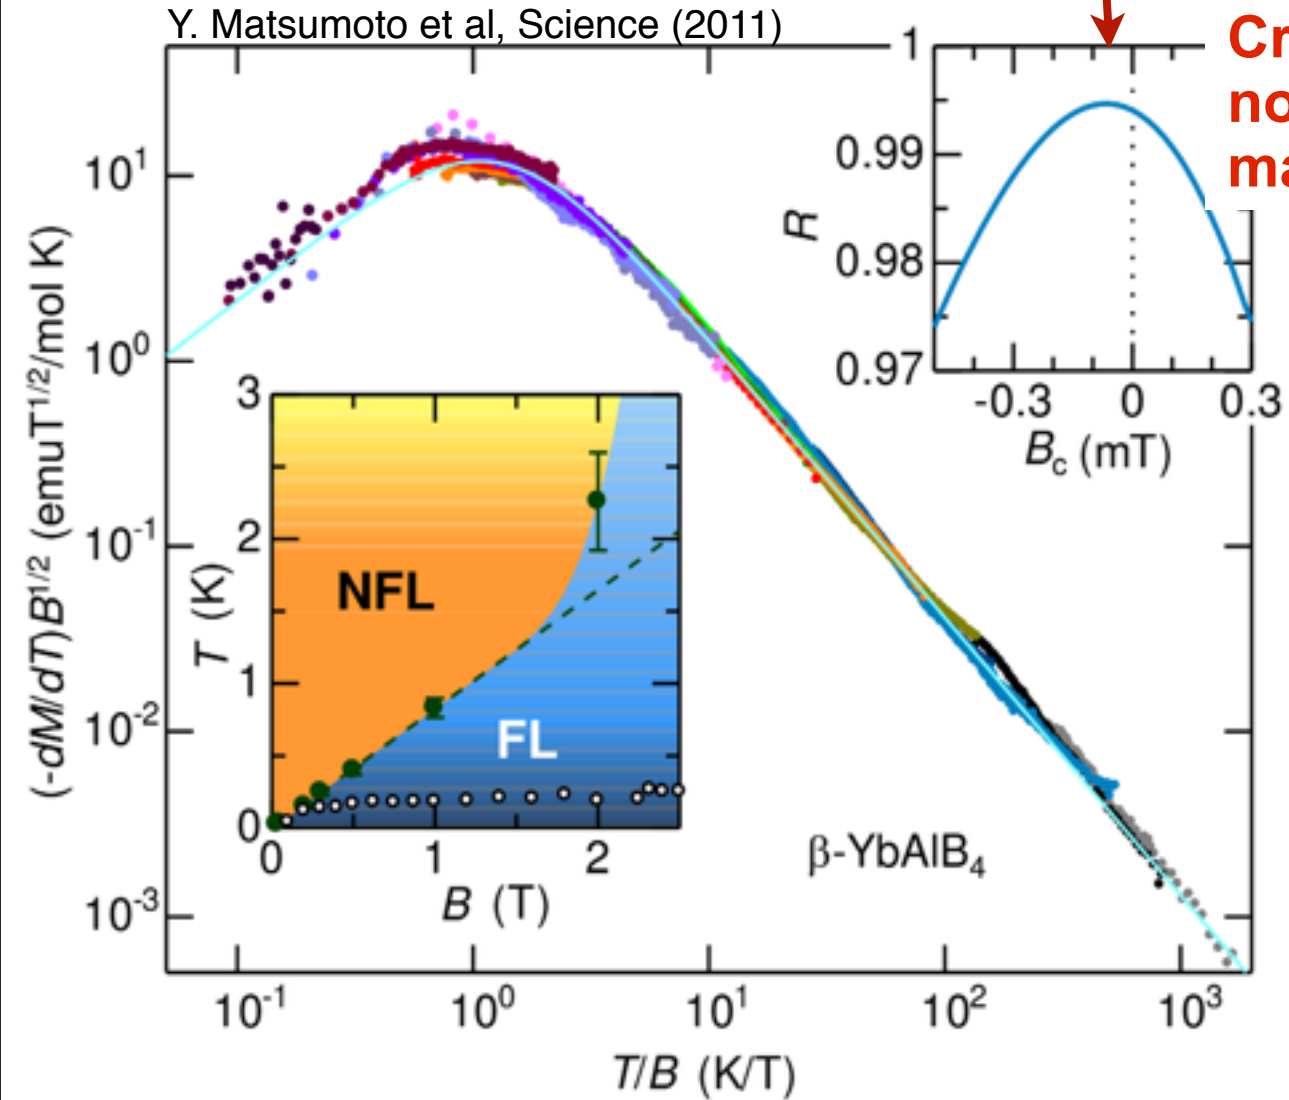 Y. Matsumoto et al, Science (2011)
(-dM/dT)B^1/2 (emuT^1/2/mol K)
10^1
10^0
10^-1
10^-2
10^-3
10^-1
10^0
10^1
10^2
10^3
T/B (K/T)
β-YbAlB₄
1
0.99
0.98
0.97
R
-0.3
0
0.3
B_c (mT)
3
2
1
0
T (K)
NFL
FL
0
1
2
B (T)